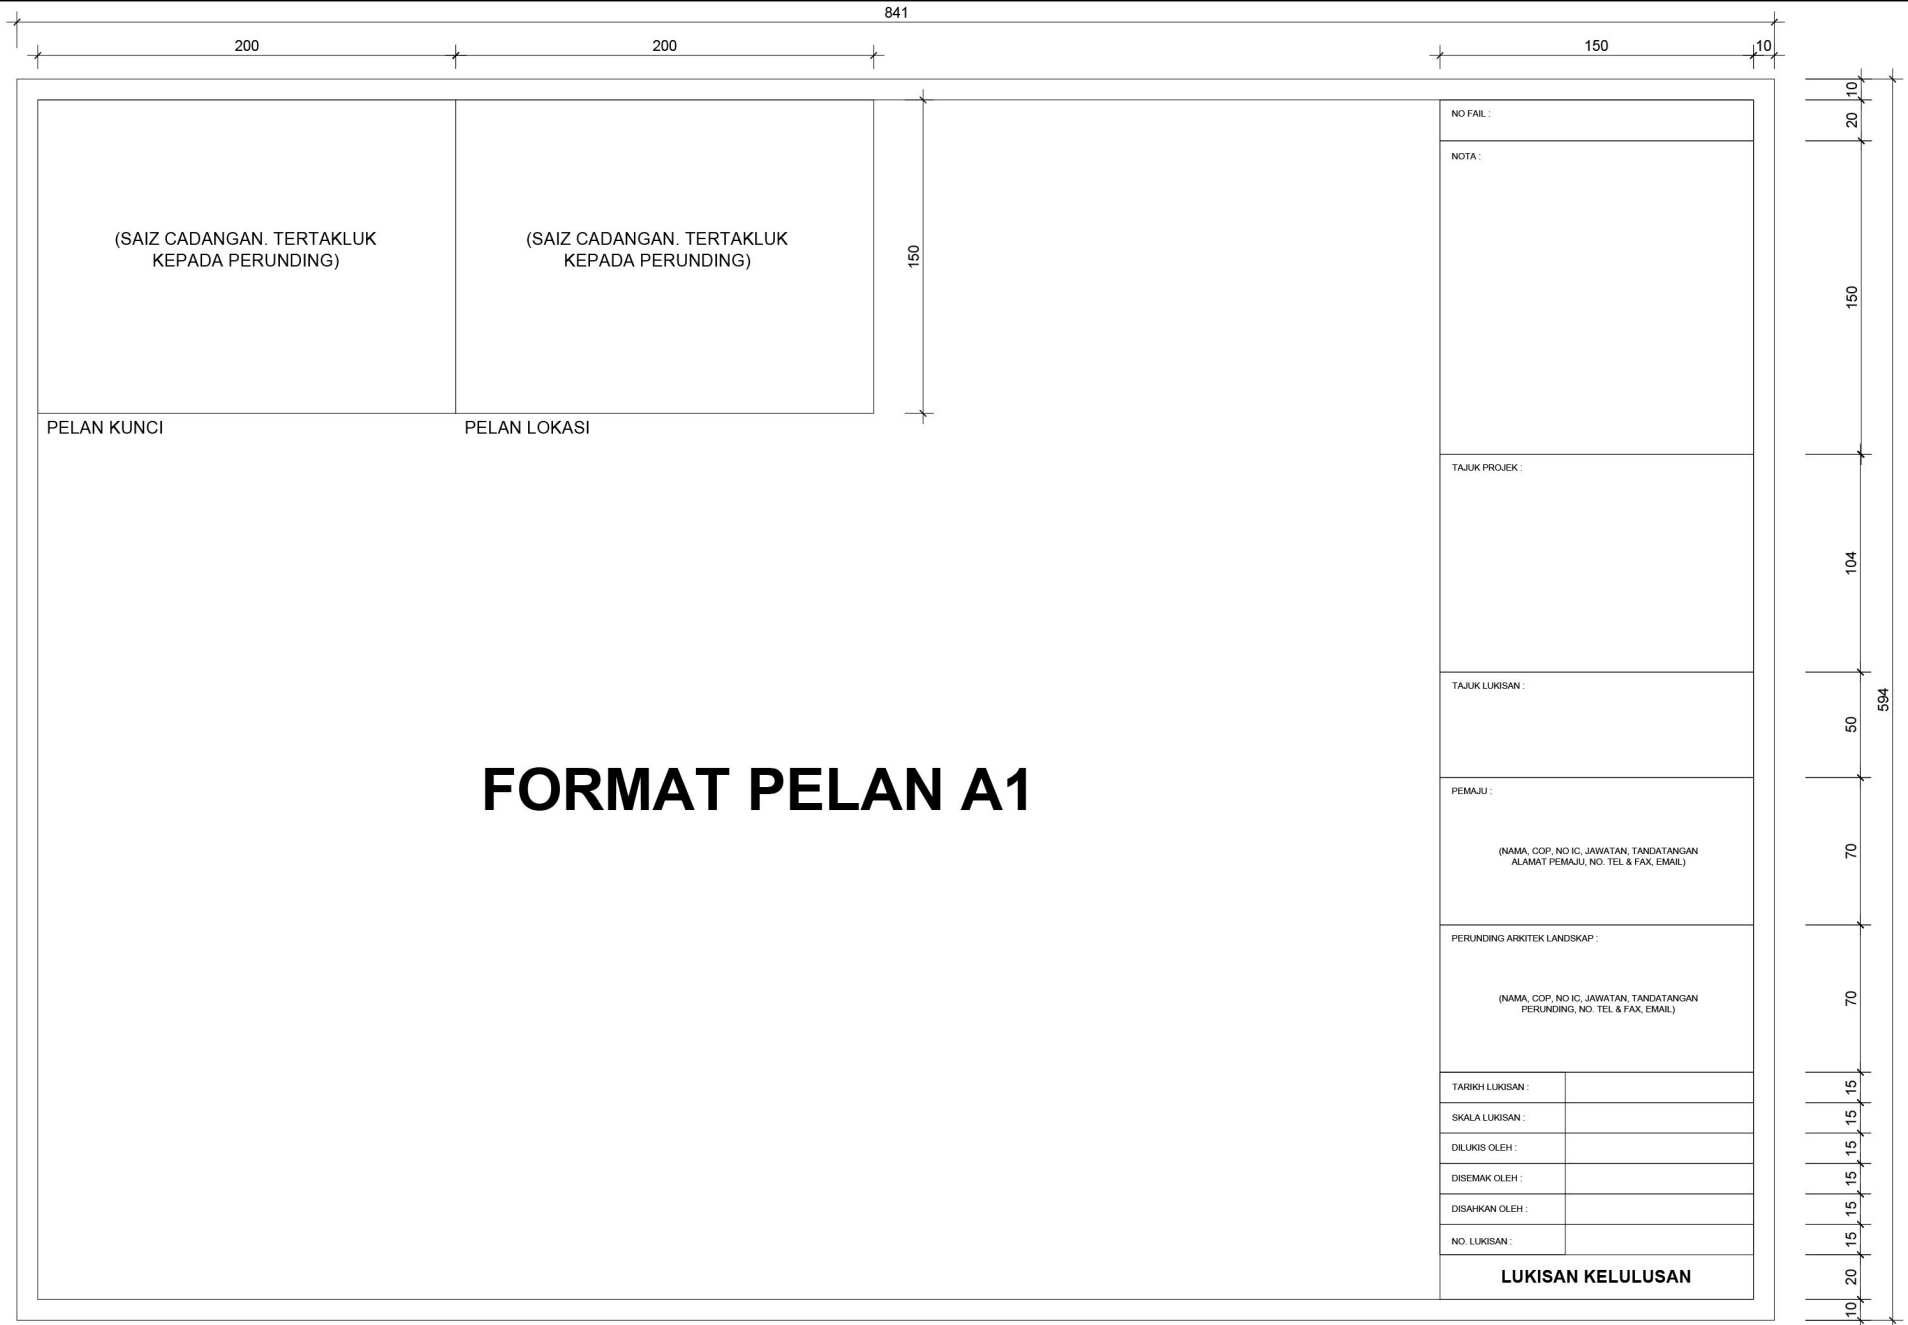 841
200
200
150
10
10
20
150
104
50
70
70
15
15
15
15
15
15
20
10
594
150
(SAIZ CADANGAN. TERTAKLUK
KEPADA PERUNDING)
(SAIZ CADANGAN. TERTAKLUK
KEPADA PERUNDING)
PELAN KUNCI
PELAN LOKASI
FORMAT PELAN A1
NO FAIL :
NOTA :
TAJUK PROJEK :
TAJUK LUKISAN :
PEMAJU :
(NAMA, COP, NO IC, JAWATAN, TANDATANGAN
ALAMAT PEMAJU, NO. TEL & FAX, EMAIL)
PERUNDING ARKITEK LANDSKAP :
(NAMA, COP, NO IC, JAWATAN, TANDATANGAN
PERUNDING, NO. TEL & FAX, EMAIL)
TARIKH LUKISAN :
SKALA LUKISAN :
DILUKIS OLEH :
DISEMAK OLEH :
DISAHKAN OLEH :
NO. LUKISAN :
LUKISAN KELULUSAN